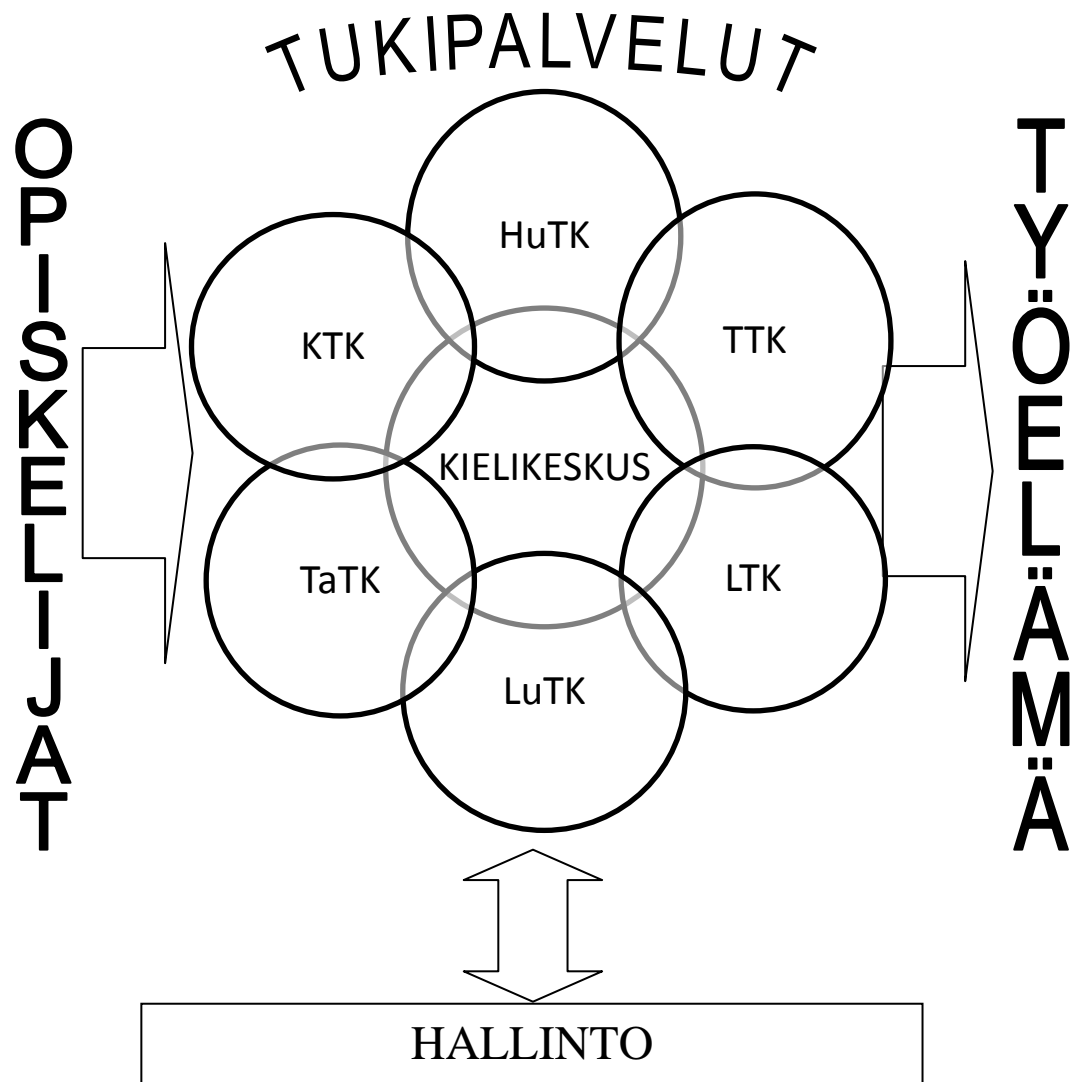 TUKIPALVELUT
OPISKELIJAT
TYÖELÄMÄ
HuTK
KTK
TTK
KIELIKESKUS
TaTK
LTK
LuTK
HALLINTO